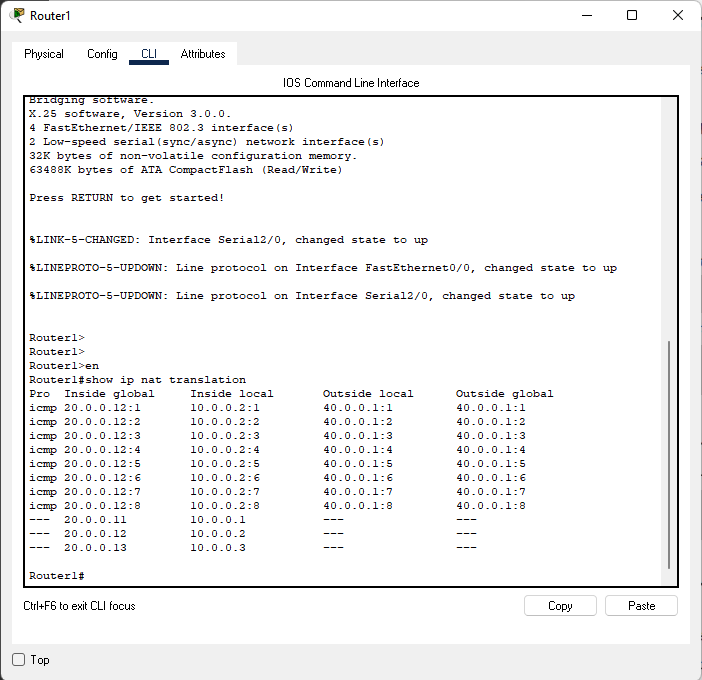 Router1
Physical Config CLI Attributes
IOS Command Line Interface
Bridging software.
X.25 software, Version 3.0.0.
4 FastEthernet/IEEE 802.3 interface(s)
2 Low-speed serial(sync/async) network interface(s)
32K bytes of non-volatile configuration memory.
63488K bytes of ATA CompactFlash (Read/Write)
Press RETURN to get started!
%LINK-5-CHANGED: Interface Serial2/0, changed state to up
%LINEPROTO-5-UPDOWN: Line protocol on Interface FastEthernet0/0, changed state to up
%LINEPROTO-5-UPDOWN: Line protocol on Interface Serial2/0, changed state to up
Router1>
Router1>
Router1>en
Router1#show ip nat translation
Pro Inside global Inside local Outside local Outside global
icmp 20.0.0.12:1 10.0.0.2:1 40.0.0.1:1 40.0.0.1:1
icmp 20.0.0.12:2 10.0.0.2:2 40.0.0.1:2 40.0.0.1:2
icmp 20.0.0.12:3 10.0.0.2:3 40.0.0.1:3 40.0.0.1:3
icmp 20.0.0.12:4 10.0.0.2:4 40.0.0.1:4 40.0.0.1:4
icmp 20.0.0.12:5 10.0.0.2:5 40.0.0.1:5 40.0.0.1:5
icmp 20.0.0.12:6 10.0.0.2:6 40.0.0.1:6 40.0.0.1:6
icmp 20.0.0.12:7 10.0.0.2:7 40.0.0.1:7 40.0.0.1:7
icmp 20.0.0.12:8 10.0.0.2:8 40.0.0.1:8 40.0.0.1:8
--- 20.0.0.11 10.0.0.1 --- ---
--- 20.0.0.12 10.0.0.2 --- ---
--- 20.0.0.13 10.0.0.3 --- ---
Router1#
Ctrl+F6 to exit CLI focus Copy Paste
Top